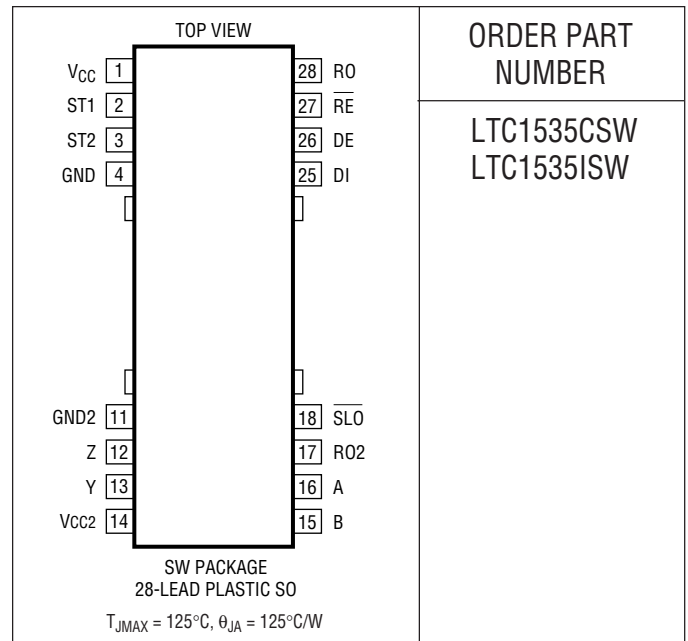 TOP VIEW
VCC 1 28 RO
ST1 2 27 R̅E̅
ST2 3 26 DE
GND 4 25 DI
GND2 11 18 S̅L̅O̅
Z 12 17 RO2
Y 13 16 A
VCC2 14 15 B
SW PACKAGE
28-LEAD PLASTIC SO
TJMAX = 125°C, θJA = 125°C/W
ORDER PART
NUMBER
LTC1535CSW
LTC1535ISW